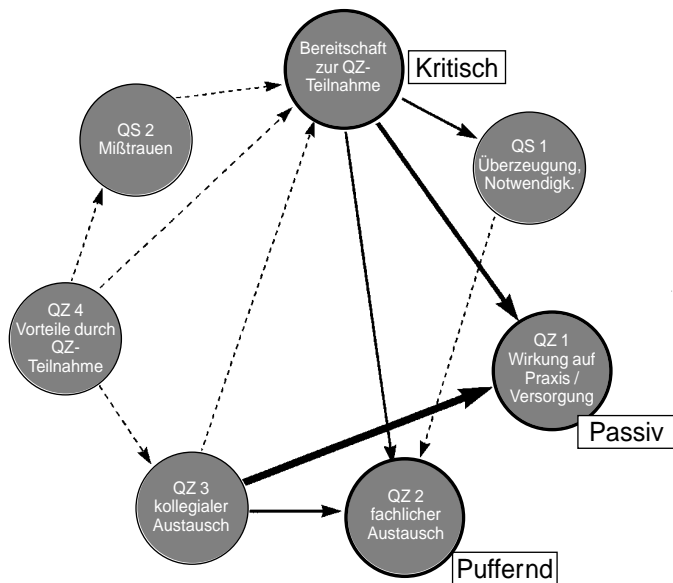 Bereitschaft
zur QZ-
Teilnahme
Kritisch
QS 2
Mißtrauen
QS 1
Überzeugung,
Notwendigk.
QZ 4
Vorteile durch
QZ-
Teilnahme
QZ 1
Wirkung auf
Praxis /
Versorgung
Passiv
QZ 3
kollegialer
Austausch
QZ 2
fachlicher
Austausch
Puffernd